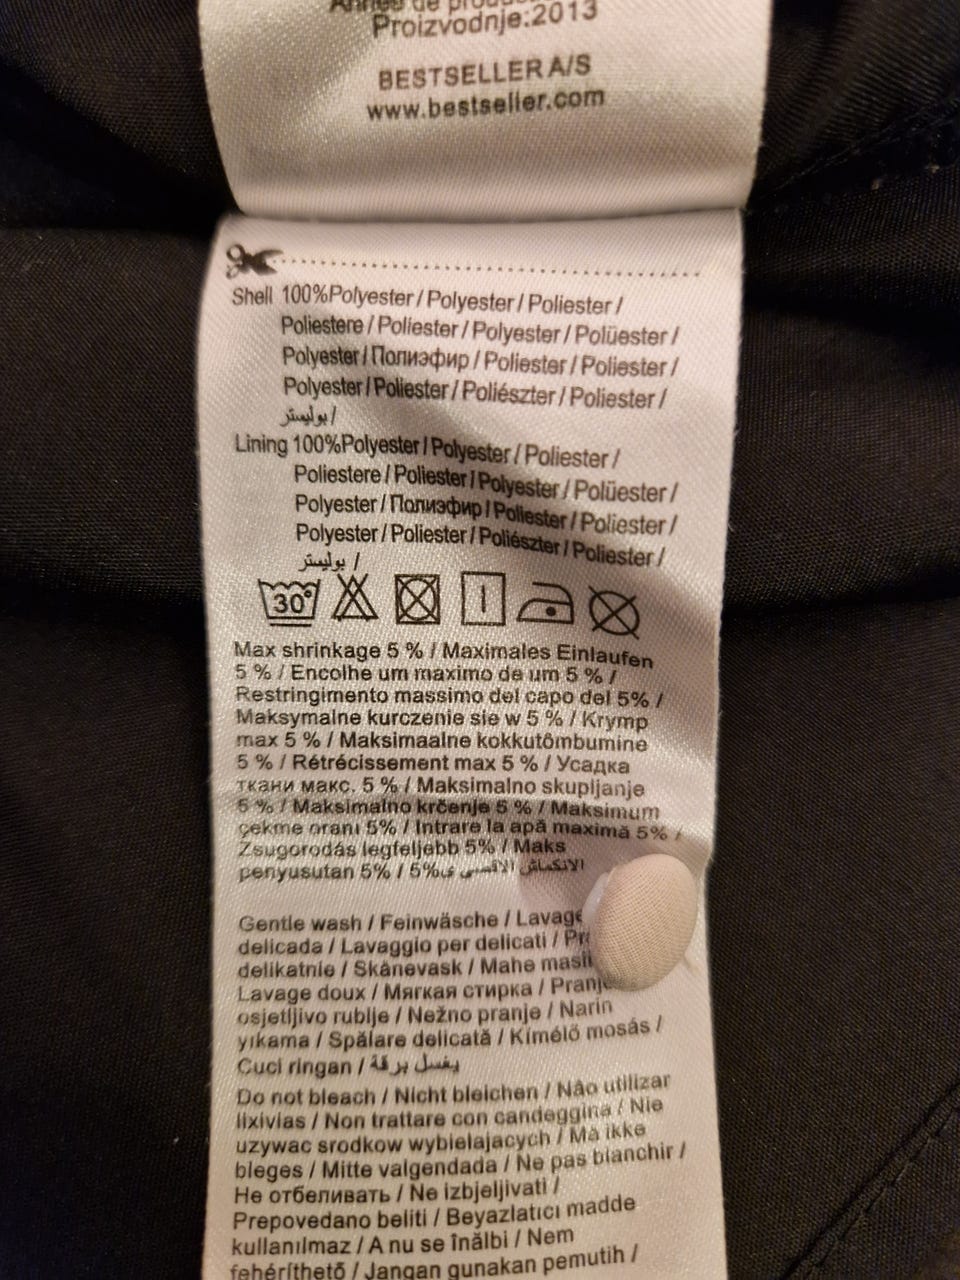 Année de
Proizvodnje:2013
BESTSELLER A/S
www.bestseller.com
Shell 100%Polyester / Polyester / Poliester /
Poliestere / Poliester / Polyester / Polüester /
Polyester / Полиэфир / Poliester / Poliester /
Polyester / Poliester / Poliészter / Poliester /
بوليستر /
Lining 100%Polyester / Polyester / Poliester /
Poliestere / Poliester / Polyester / Polüester /
Polyester / Полиэфир / Poliester / Poliester /
Polyester / Poliester / Poliészter / Poliester /
بوليستر /
30°
Max shrinkage 5 % / Maximales Einlaufen
5 % / Encolhe um maximo de um 5 % /
Restringimento massimo del capo del 5% /
Maksymalne kurczenie sie w 5 % / Krymp
max 5 % / Maksimaalne kokkutômbumine
5 % / Rétrécissement max 5 % / Усадка
ткани макс. 5 % / Maksimalno skupljanje
5 % / Maksimalno krčenje 5 % / Maksimum
çekme oranı 5% / Intrare la apă maximă 5% /
Zsugorodás legfeljebb 5% / Maks
penyusutan 5% / 5% الانكماش الاقصى
Gentle wash / Feinwäsche / Lavage
delicada / Lavaggio per delicati /
delikatnie / Skånevask / Mahe
Lavage doux / Мягкая стирка / Pranje
osjetljivo rublje / Nežno pranje / Narin
yıkama / Spălare delicată / Kímélő mosás /
Cuci ringan / يغسل برقة
Do not bleach / Nicht bleichen / Não utilizar
lixivias / Non trattare con candeggina / Nie
uzywac srodkow wybielajacych / Må ikke
bleges / Mitte valgendada / Ne pas blanchir /
Не отбеливать / Ne izbjeljivati /
Prepovedano beliti / Beyazlatıcı madde
kullanılmaz / A nu se înălbi / Nem
fehéríthető / Jangan gunakan pemutih /